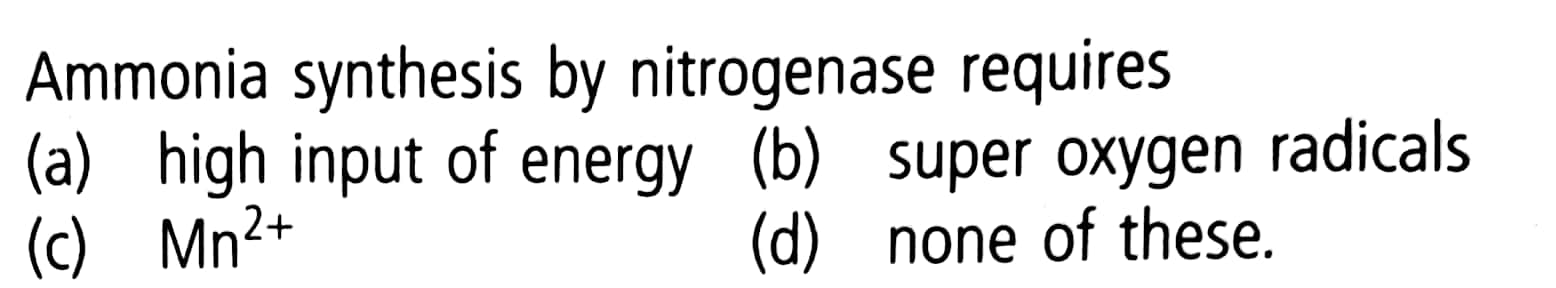 Ammonia synthesis by nitrogenase requires
(a) high input of energy (b) super oxygen radicals
(c) Mn²⁺ (d) none of these.